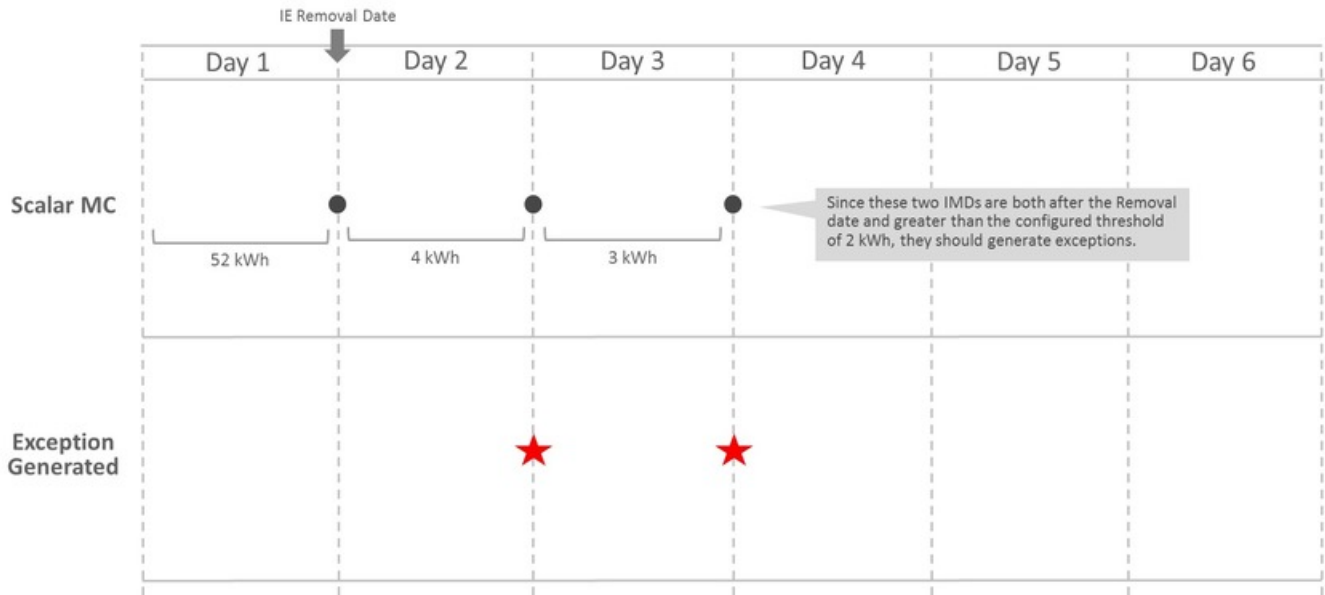 IE Removal Date
Day 1 Day 2 Day 3 Day 4 Day 5 Day 6
Scalar MC
Since these two IMDs are both after the Removal
date and greater than the configured threshold
of 2 kWh, they should generate exceptions.
52 kWh 4 kWh 3 kWh
Exception
Generated